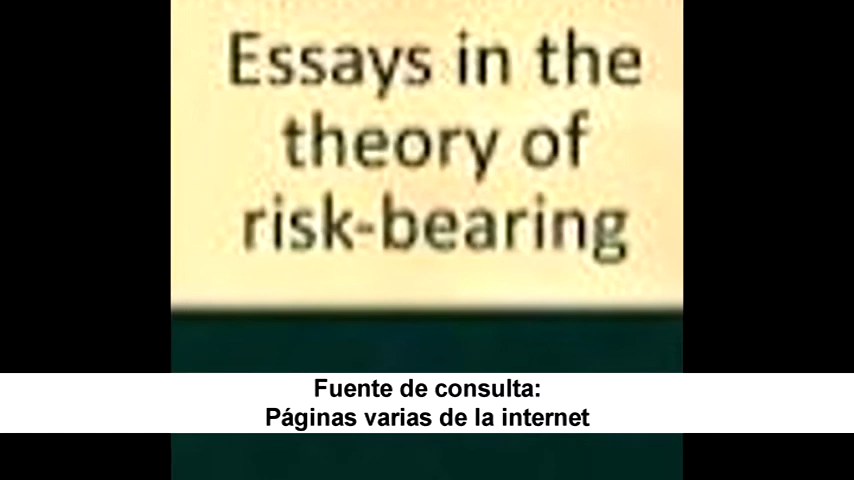 Essays in the
theory of
risk-bearing
Fuente de consulta:
Páginas varias de la internet